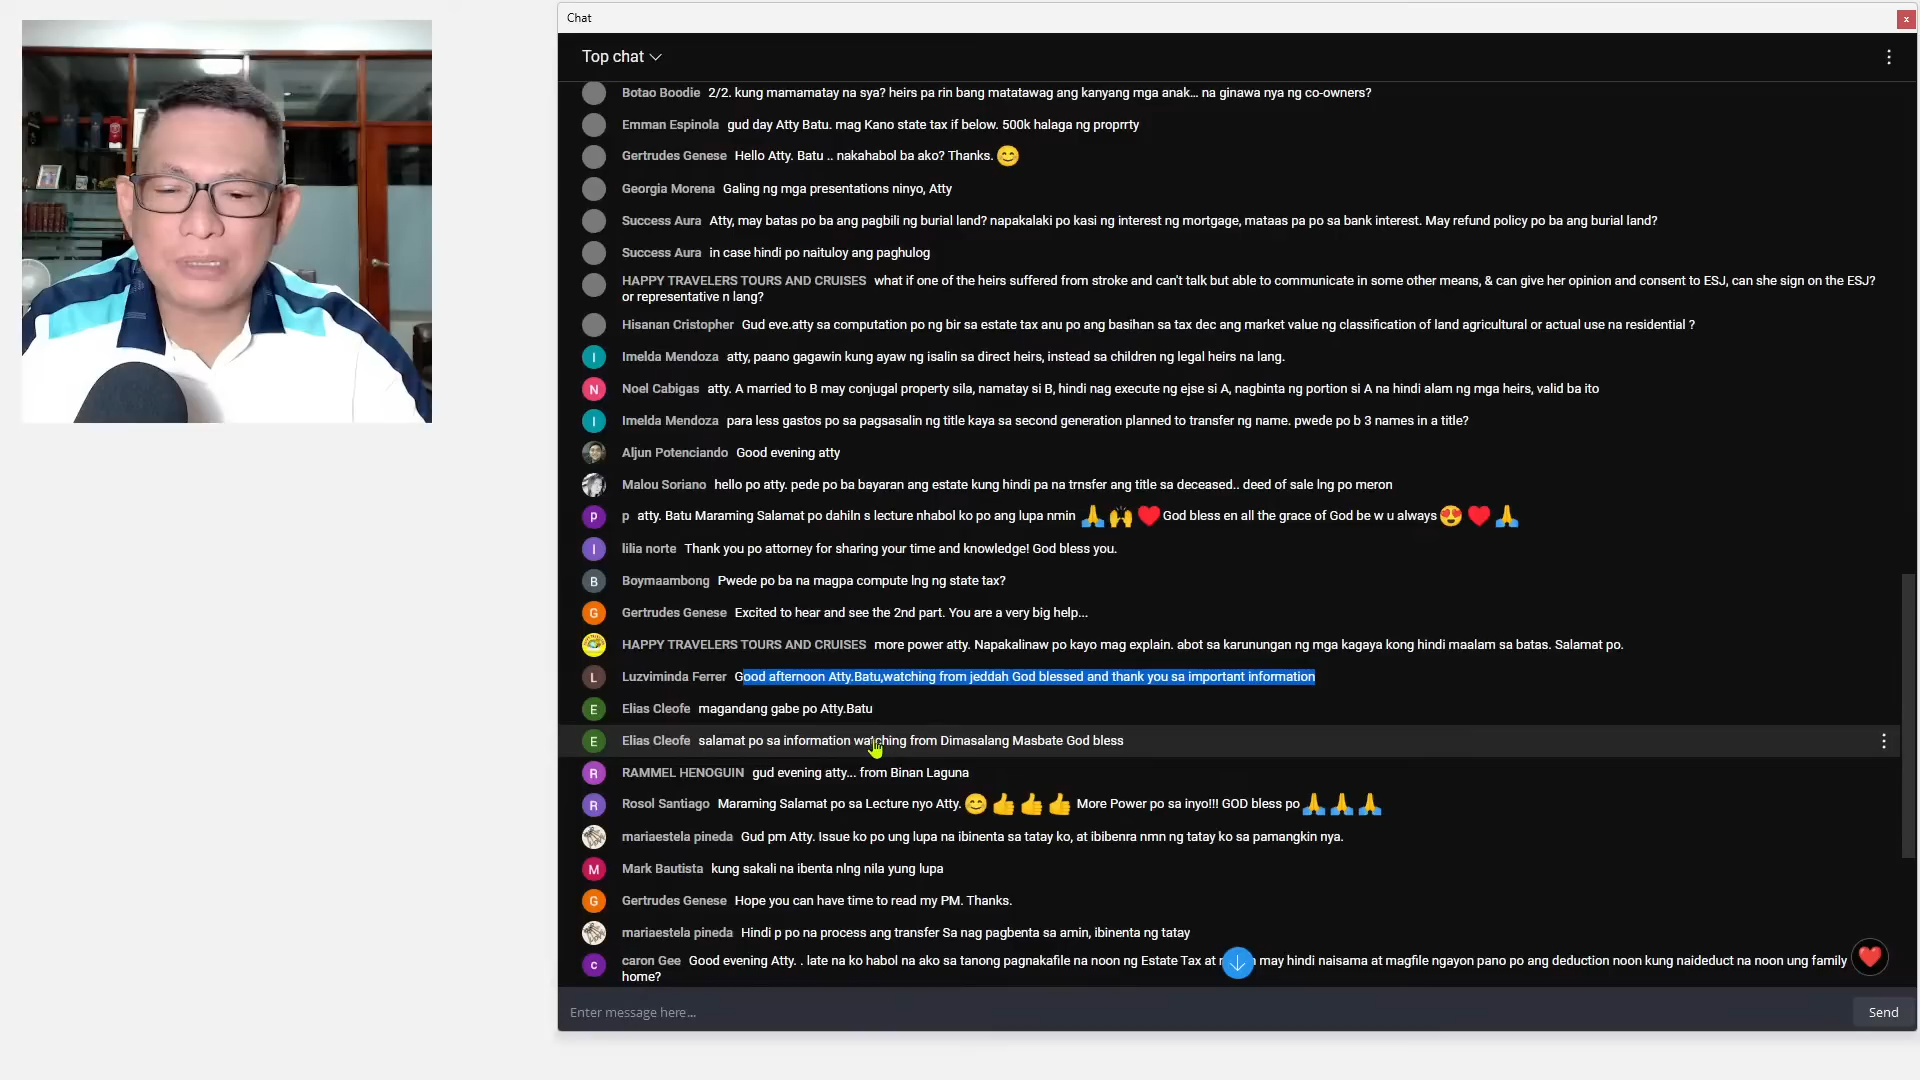 Chat
Top chat
Botao Boodie 2/2. kung mamamatay na sya? heirs pa rin bang matatawag ang kanyang mga anak... na ginawa nya ng co-owners?
Emman Espinola gud day Atty Batu. mag Kano state tax if below. 500k halaga ng proprrty
Gertrudes Genese Hello Atty. Batu .. nakahabol ba ako? Thanks. 😊
Georgia Morena Galing ng mga presentations ninyo, Atty
Success Aura Atty, may batas po ba ang pagbili ng burial land? napakalaki po kasi ng interest ng mortgage, mataas pa po sa bank interest. May refund policy po ba ang burial land?
Success Aura in case hindi po naituloy ang paghulog
HAPPY TRAVELERS TOURS AND CRUISES what if one of the heirs suffered from stroke and can't talk but able to communicate in some other means, & can give her opinion and consent to ESJ, can she sign on the ESJ?
or representative n lang?
Hisanan Cristopher Gud eve.atty sa computation po ng bir sa estate tax anu po ang basihan sa tax dec ang market value ng classification of land agricultural or actual use na residential ?
I Imelda Mendoza atty, paano gagawin kung ayaw ng isalin sa direct heirs, instead sa children ng legal heirs na lang.
N Noel Cabigas atty. A married to B may conjugal property sila, namatay si B, hindi nag execute ng ejse si A, nagbinta ng portion si A na hindi alam ng mga heirs, valid ba ito
I Imelda Mendoza para less gastos po sa pagsasalin ng title kaya sa second generation planned to transfer ng name. pwede po b 3 names in a title?
Aljun Potenciando Good evening atty
Malou Soriano hello po atty. pede po ba bayaran ang estate kung hindi pa na trnsfer ang title sa deceased.. deed of sale lng po meron
p p atty. Batu Maraming Salamat po dahiln s lecture nhabol ko po ang lupa nmin 🙏 🙌 ❤️ God bless en all the grace of God be w u always 😍 ❤️ 🙏
l lilia norte Thank you po attorney for sharing your time and knowledge! God bless you.
B Boymaambong Pwede po ba na magpa compute lng ng state tax?
G Gertrudes Genese Excited to hear and see the 2nd part. You are a very big help...
HAPPY TRAVELERS TOURS AND CRUISES more power atty. Napakalinaw po kayo mag explain. abot sa karunungan ng mga kagaya kong hindi maalam sa batas. Salamat po.
L Luzviminda Ferrer Good afternoon Atty.Batu,watching from jeddah God blessed and thank you sa important information
E Elias Cleofe magandang gabe po Atty.Batu
E Elias Cleofe salamat po sa information watching from Dimasalang Masbate God bless
R RAMMEL HENOGUIN gud evening atty... from Binan Laguna
R Rosol Santiago Maraming Salamat po sa Lecture nyo Atty. 😊 👍 👍 👍 More Power po sa inyo!!! GOD bless po 🙏 🙏 🙏
mariaestela pineda Gud pm Atty. Issue ko po ung lupa na ibinenta sa tatay ko, at ibibenra nmn ng tatay ko sa pamangkin nya.
M Mark Bautista kung sakali na ibenta nlng nila yung lupa
G Gertrudes Genese Hope you can have time to read my PM. Thanks.
mariaestela pineda Hindi p po na process ang transfer Sa nag pagbenta sa amin, ibinenta ng tatay
c caron Gee Good evening Atty. . late na ko habol na ako sa tanong pagnakafile na noon ng Estate Tax at may hindi naisama at magfile ngayon pano po ang deduction noon kung naideduct na noon ung family
home?
Enter message here...
Send